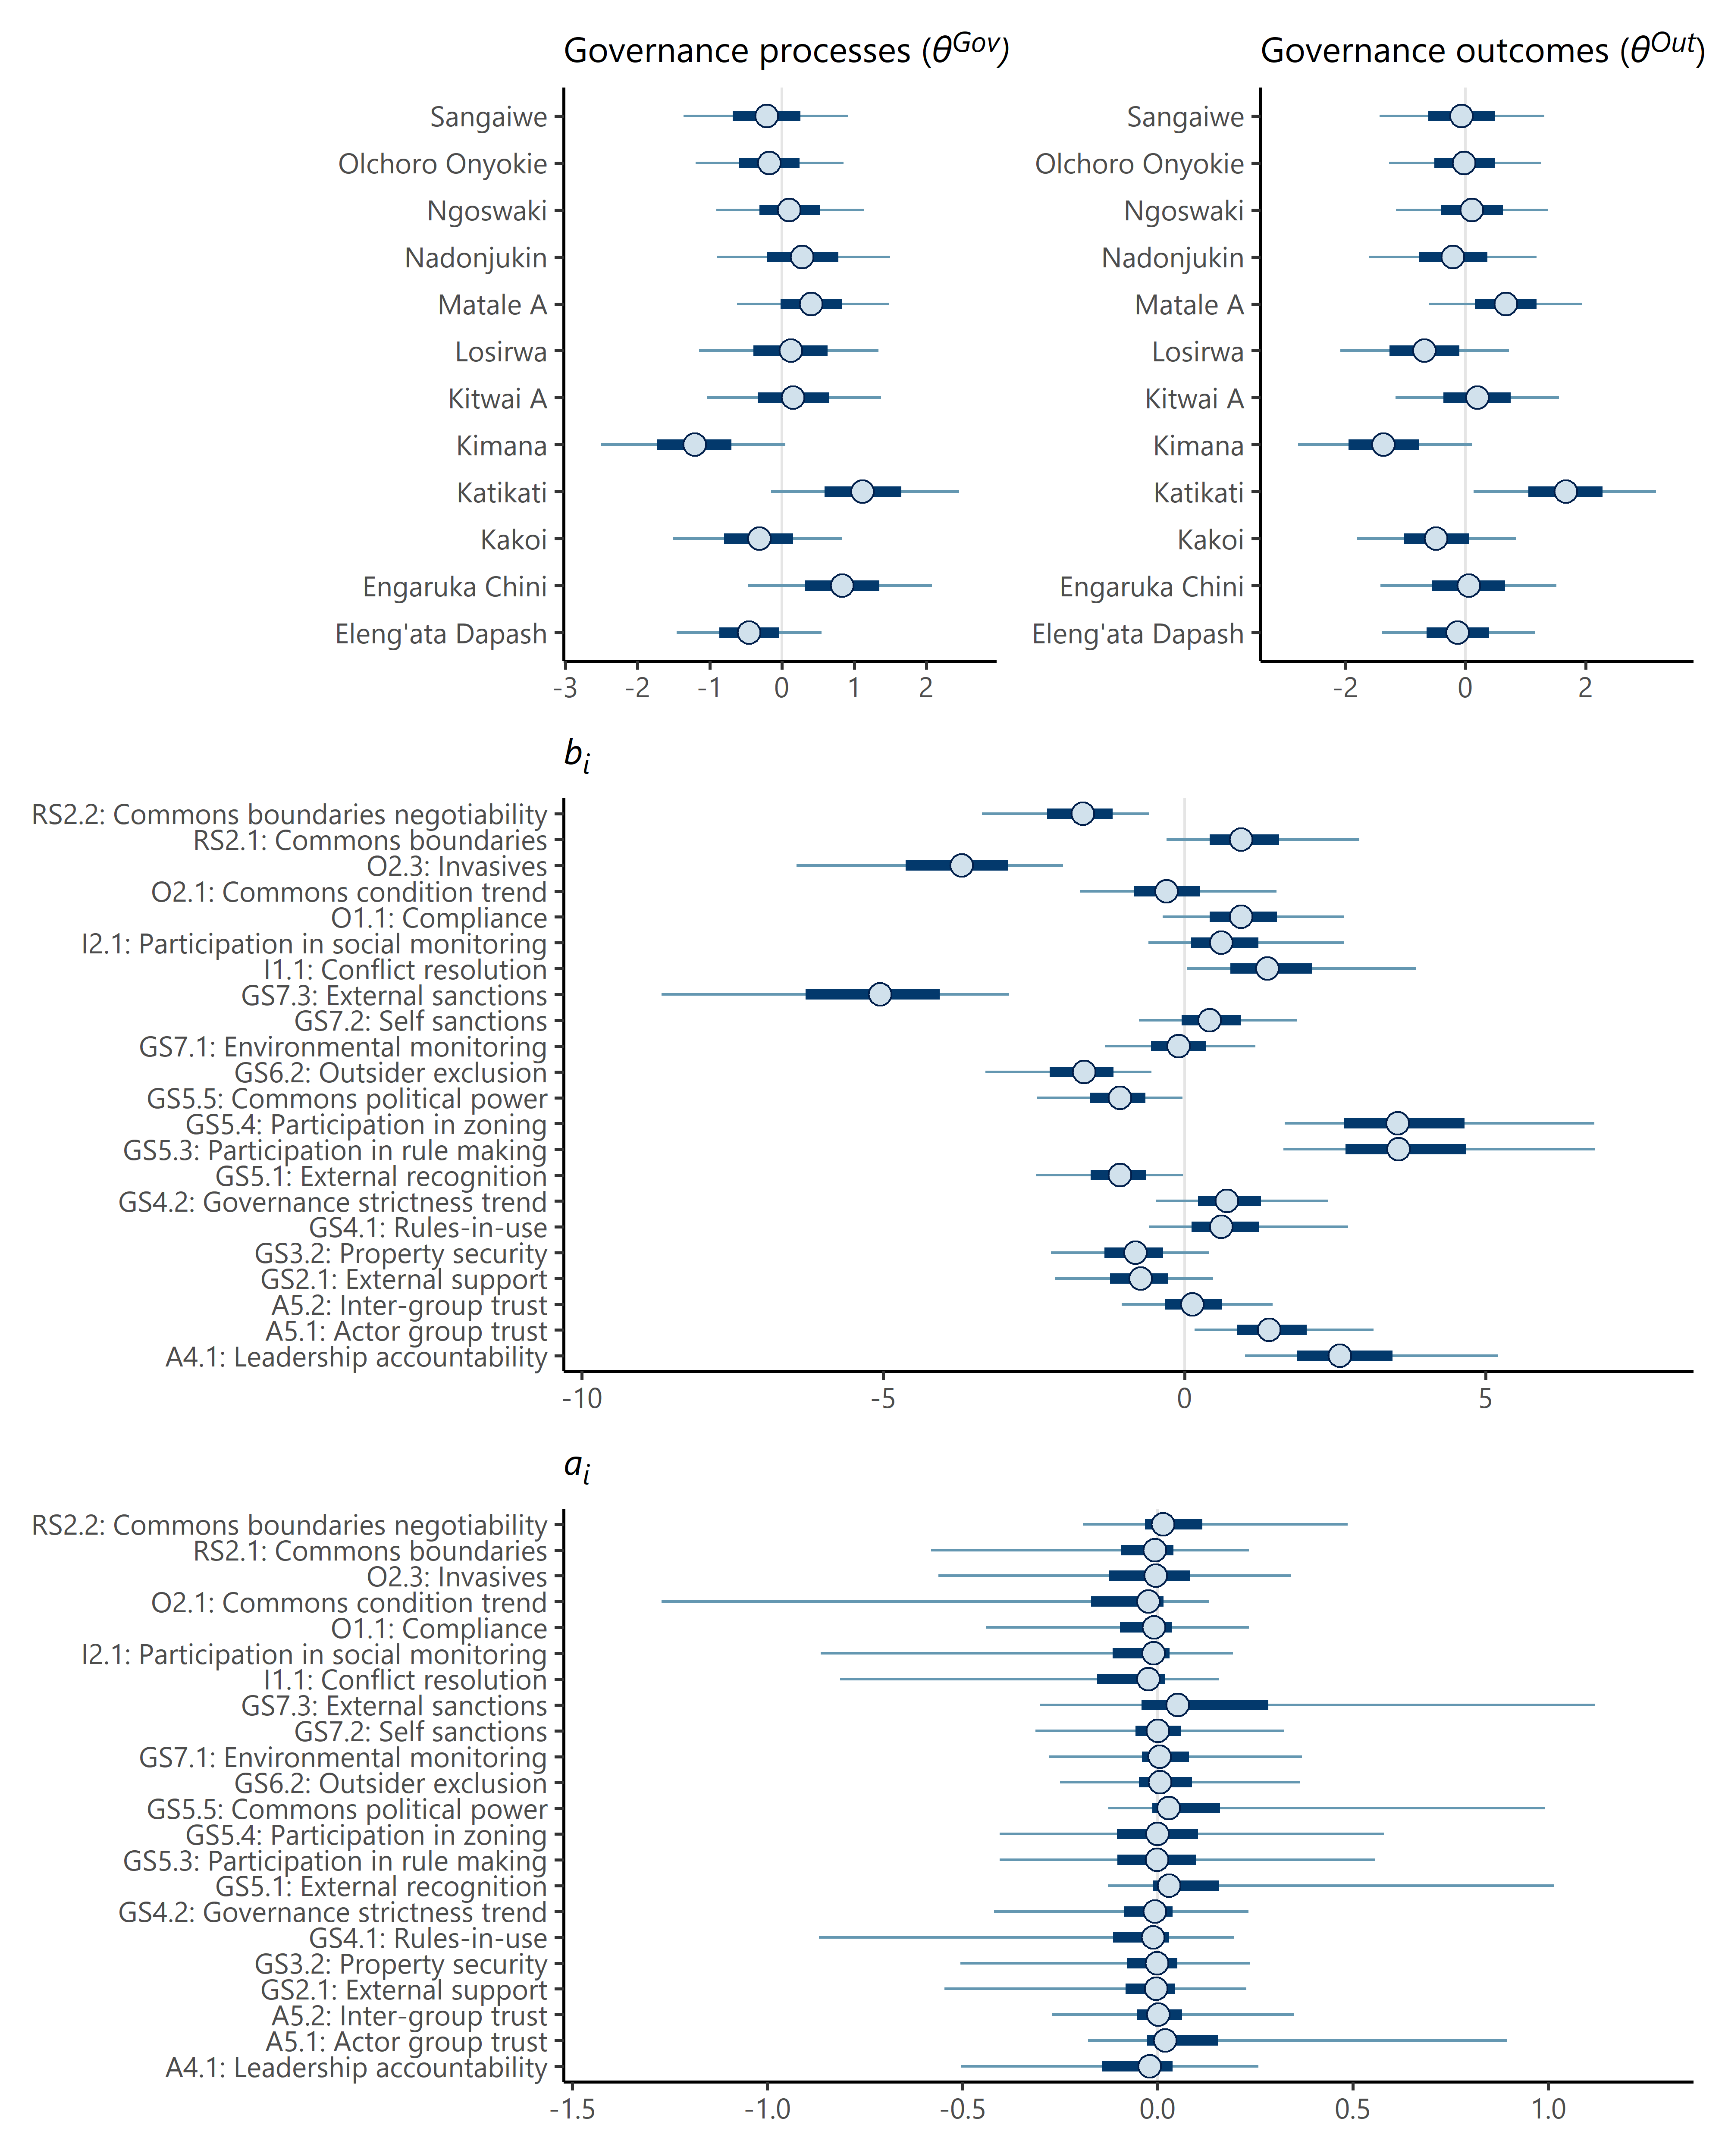 Governance processes (θ^Gov)
Sangaiwe
Olchoro Onyokie
Ngoswaki
Nadonjukin
Matale A
Losirwa
Kitwai A
Kimana
Katikati
Kakoi
Engaruka Chini
Eleng'ata Dapash
-3 -2 -1 0 1 2
Governance outcomes (θ^Out)
Sangaiwe
Olchoro Onyokie
Ngoswaki
Nadonjukin
Matale A
Losirwa
Kitwai A
Kimana
Katikati
Kakoi
Engaruka Chini
Eleng'ata Dapash
-2 0 2
b_i
RS2.2: Commons boundaries negotiability
RS2.1: Commons boundaries
O2.3: Invasives
O2.1: Commons condition trend
O1.1: Compliance
I2.1: Participation in social monitoring
I1.1: Conflict resolution
GS7.3: External sanctions
GS7.2: Self sanctions
GS7.1: Environmental monitoring
GS6.2: Outsider exclusion
GS5.5: Commons political power
GS5.4: Participation in zoning
GS5.3: Participation in rule making
GS5.1: External recognition
GS4.2: Governance strictness trend
GS4.1: Rules-in-use
GS3.2: Property security
GS2.1: External support
A5.2: Inter-group trust
A5.1: Actor group trust
A4.1: Leadership accountability
-10 -5 0 5
a_i
RS2.2: Commons boundaries negotiability
RS2.1: Commons boundaries
O2.3: Invasives
O2.1: Commons condition trend
O1.1: Compliance
I2.1: Participation in social monitoring
I1.1: Conflict resolution
GS7.3: External sanctions
GS7.2: Self sanctions
GS7.1: Environmental monitoring
GS6.2: Outsider exclusion
GS5.5: Commons political power
GS5.4: Participation in zoning
GS5.3: Participation in rule making
GS5.1: External recognition
GS4.2: Governance strictness trend
GS4.1: Rules-in-use
GS3.2: Property security
GS2.1: External support
A5.2: Inter-group trust
A5.1: Actor group trust
A4.1: Leadership accountability
-1.5 -1.0 -0.5 0.0 0.5 1.0